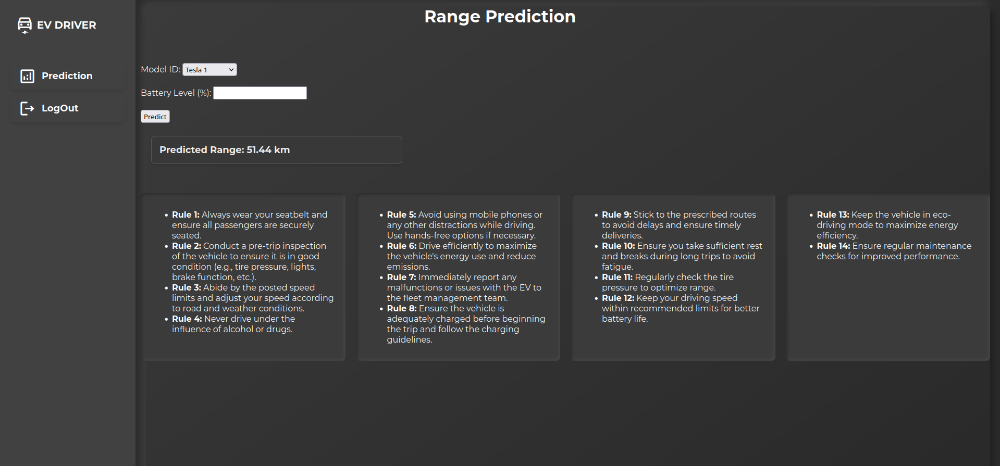 EV DRIVER
Prediction
LogOut
Range Prediction
Model ID: Tesla 1
Battery Level (%):
Predict
Predicted Range: 51.44 km
• Rule 1: Always wear your seatbelt and
ensure all passengers are securely
seated.
• Rule 2: Conduct a pre-trip inspection
of the vehicle to ensure it is in good
condition (e.g., tire pressure, lights,
brake function, etc.).
• Rule 3: Abide by the posted speed
limits and adjust your speed according
to road and weather conditions.
• Rule 4: Never drive under the
influence of alcohol or drugs.
• Rule 5: Avoid using mobile phones or
any other distractions while driving.
Use hands-free options if necessary.
• Rule 6: Drive efficiently to maximize
the vehicle's energy use and reduce
emissions.
• Rule 7: Immediately report any
malfunctions or issues with the EV to
the fleet management team.
• Rule 8: Ensure the vehicle is
adequately charged before beginning
the trip and follow the charging
guidelines.
• Rule 9: Stick to the prescribed routes
to avoid delays and ensure timely
deliveries.
• Rule 10: Ensure you take sufficient rest
and breaks during long trips to avoid
fatigue.
• Rule 11: Regularly check the tire
pressure to optimize range.
• Rule 12: Keep your driving speed
within recommended limits for better
battery life.
• Rule 13: Keep the vehicle in eco-
driving mode to maximize energy
efficiency.
• Rule 14: Ensure regular maintenance
checks for improved performance.